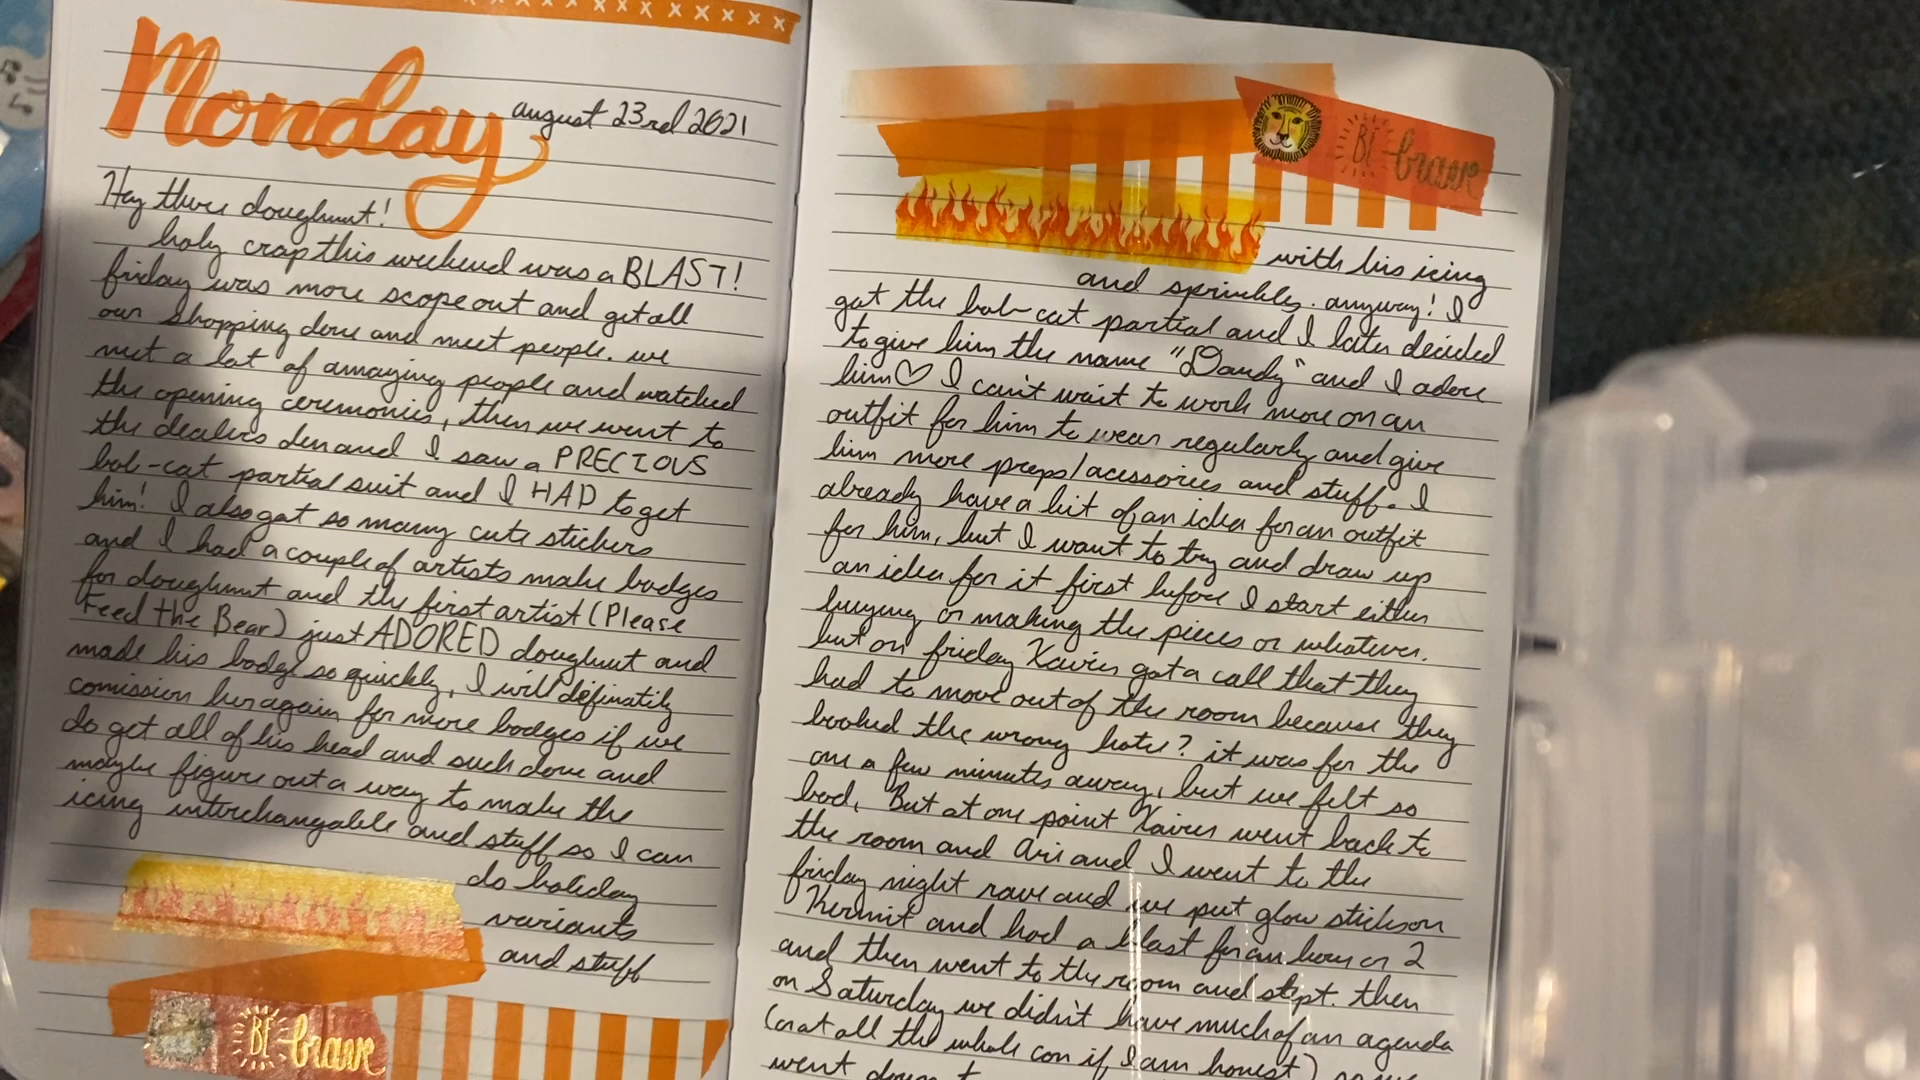 Monday
august 23rd 2021
Hey there doughnut!
holy crap this weekend was a BLAST!
friday was more scope out and get all
our shopping done and meet people. we
met a lot of amazing people and watched
the opening ceremonies, then we went to
the dealers den and I saw a PRECIOUS
bob-cat partial suit and I HAD to get
him! I also got so many cute stickers
and I had a couple of artists make badges
for doughnut and the first artist (Please
Feed the Bear) just ADORED doughnut and
made his badge so quickly, I will definatily
comission her again for more badges if we
do get all of his head and such done and
maybe figure out a way to make the
icing interchangable and stuff so I can
do holiday
variants
and stuff
BE brave
BE brave
with his icing
and sprinkles. anyway! I
got the bob-cat partial and I later decided
to give him the name "Dandy" and I adore
him♡ I can't wait to work more on an
outfit for him to wear regularly and give
him more props/acessories and stuff. I
already have a bit of an idea for an outfit
for him, but I want to try and draw up
an idea for it first before I start either
buying or making the pieces or whatever.
but on friday Xavier got a call that they
had to move out of the room because they
booked the wrong hotel? it was for the
one a few minutes away, but we felt so
bad. But at one point Xavier went back to
the room and Ari and I went to the
friday night rave and we put glow sticks on
Kermit and had a blast for an hour or 2
and then went to the room and slept. then
on Saturday we didn't have much of an agenda
(not all the whole con if I am honest) so we
went down t